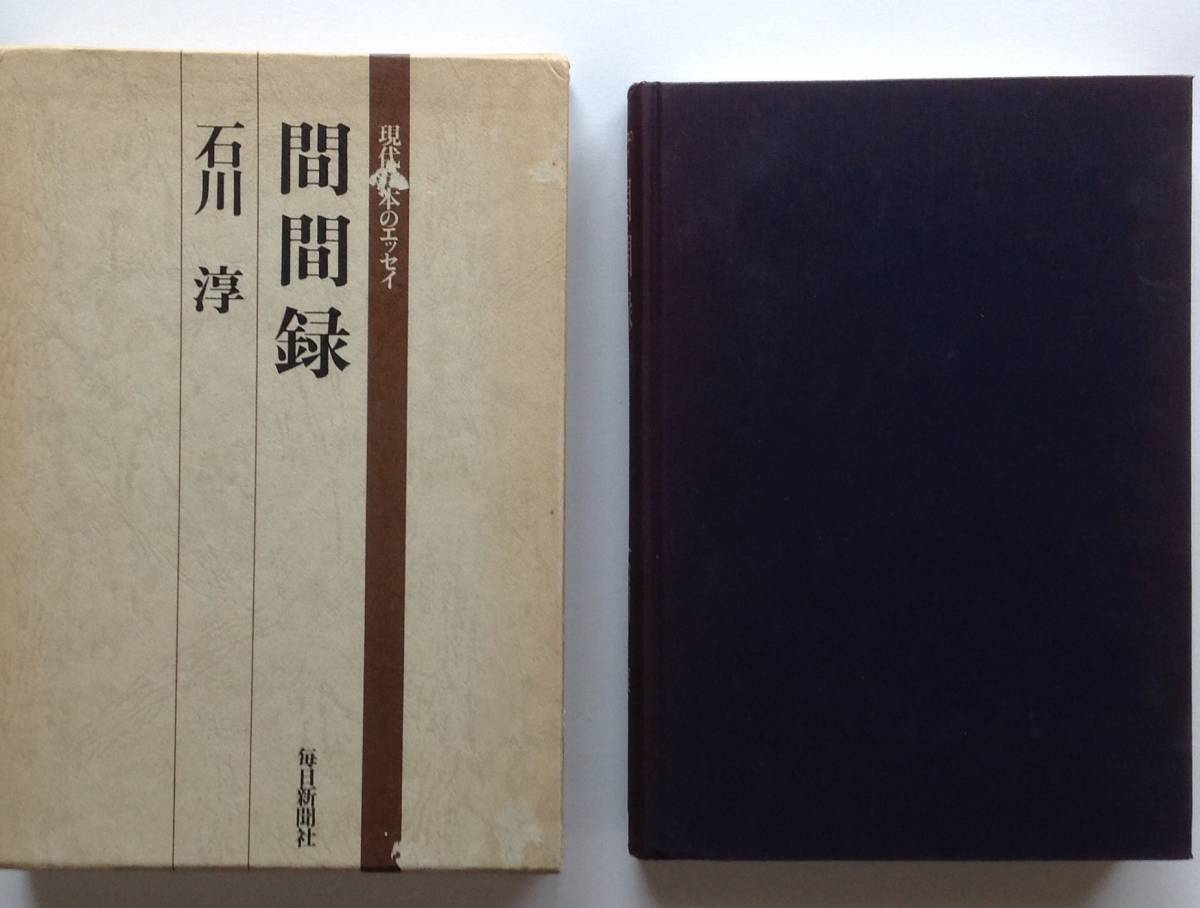 現代日本のエッセイ
間間録
石川 淳
毎日新聞社